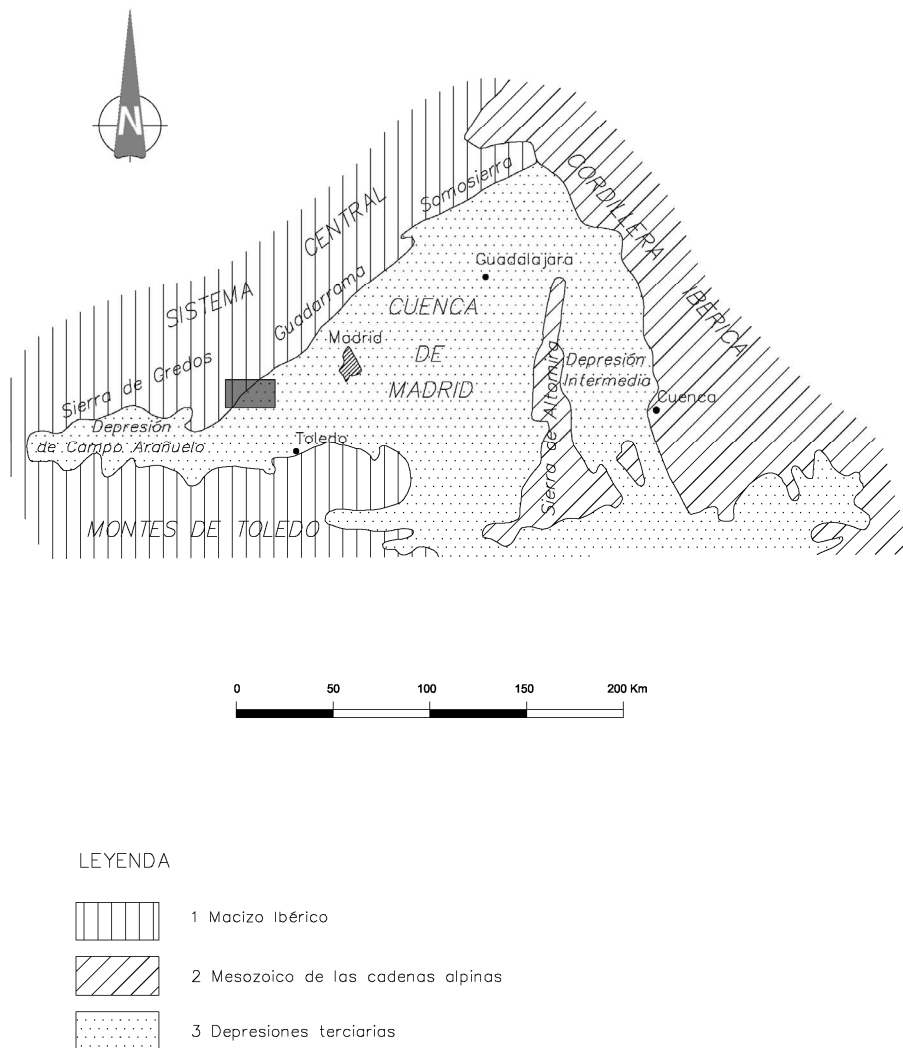 N
CORDILLERA
IBÉRICA
Somosierra
SISTEMA CENTRAL
Guadarrama
Guadalajara
CUENCA
DE
MADRID
Madrid
Sierra de Gredos
Depresión
Intermedia
Sierra de Altomira
Cuenca
Depresión
de Campo Arañuelo
Toledo
MONTES DE TOLEDO
0 50 100 150 200 Km
LEYENDA
1 Macizo Ibérico
2 Mesozoico de las cadenas alpinas
3 Depresiones terciarias